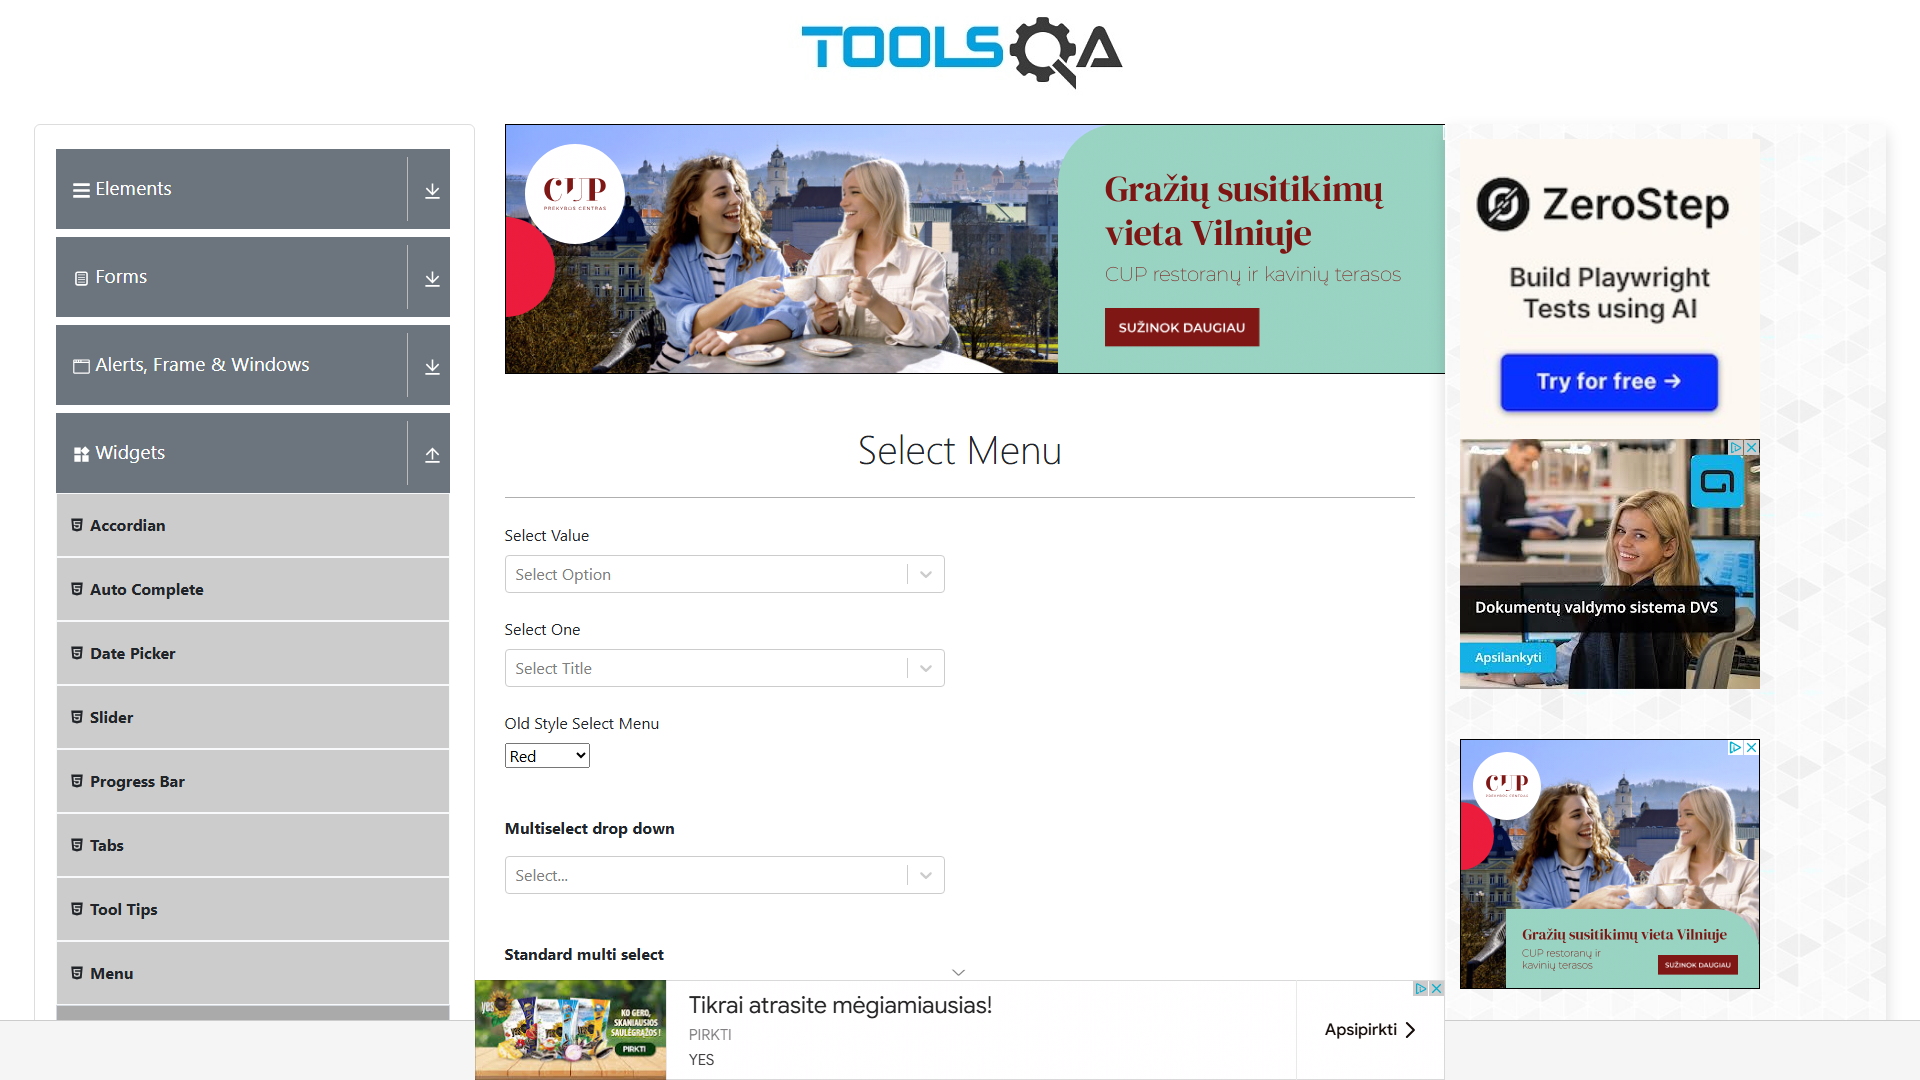 TOOLSQA
Elements
Forms
Alerts, Frame & Windows
Widgets
Accordian
Auto Complete
Date Picker
Slider
Progress Bar
Tabs
Tool Tips
Menu
CUP
PREKYBOS CENTRAS
Gražių susitikimų
vieta Vilniuje
CUP restoranų ir kavinių terasos
SUŽINOK DAUGIAU
Select Menu
Select Value
Select Option
Select One
Select Title
Old Style Select Menu
Red
Multiselect drop down
Select...
Standard multi select
yes
KO GERO,
SKANIAUSIOS
SAULĖGRĄŽOS!
PIRKTI
Tikrai atrasite mėgiamiausias!
PIRKTI
YES
Apsipirkti
ZeroStep
Build Playwright
Tests using AI
Try for free →
Dokumentų valdymo sistema DVS
Apsilankyti
CUP
PREKYBOS CENTRAS
Gražių susitikimų vieta Vilniuje
CUP restoranų ir
kavinių terasos
SUŽINOK DAUGIAU